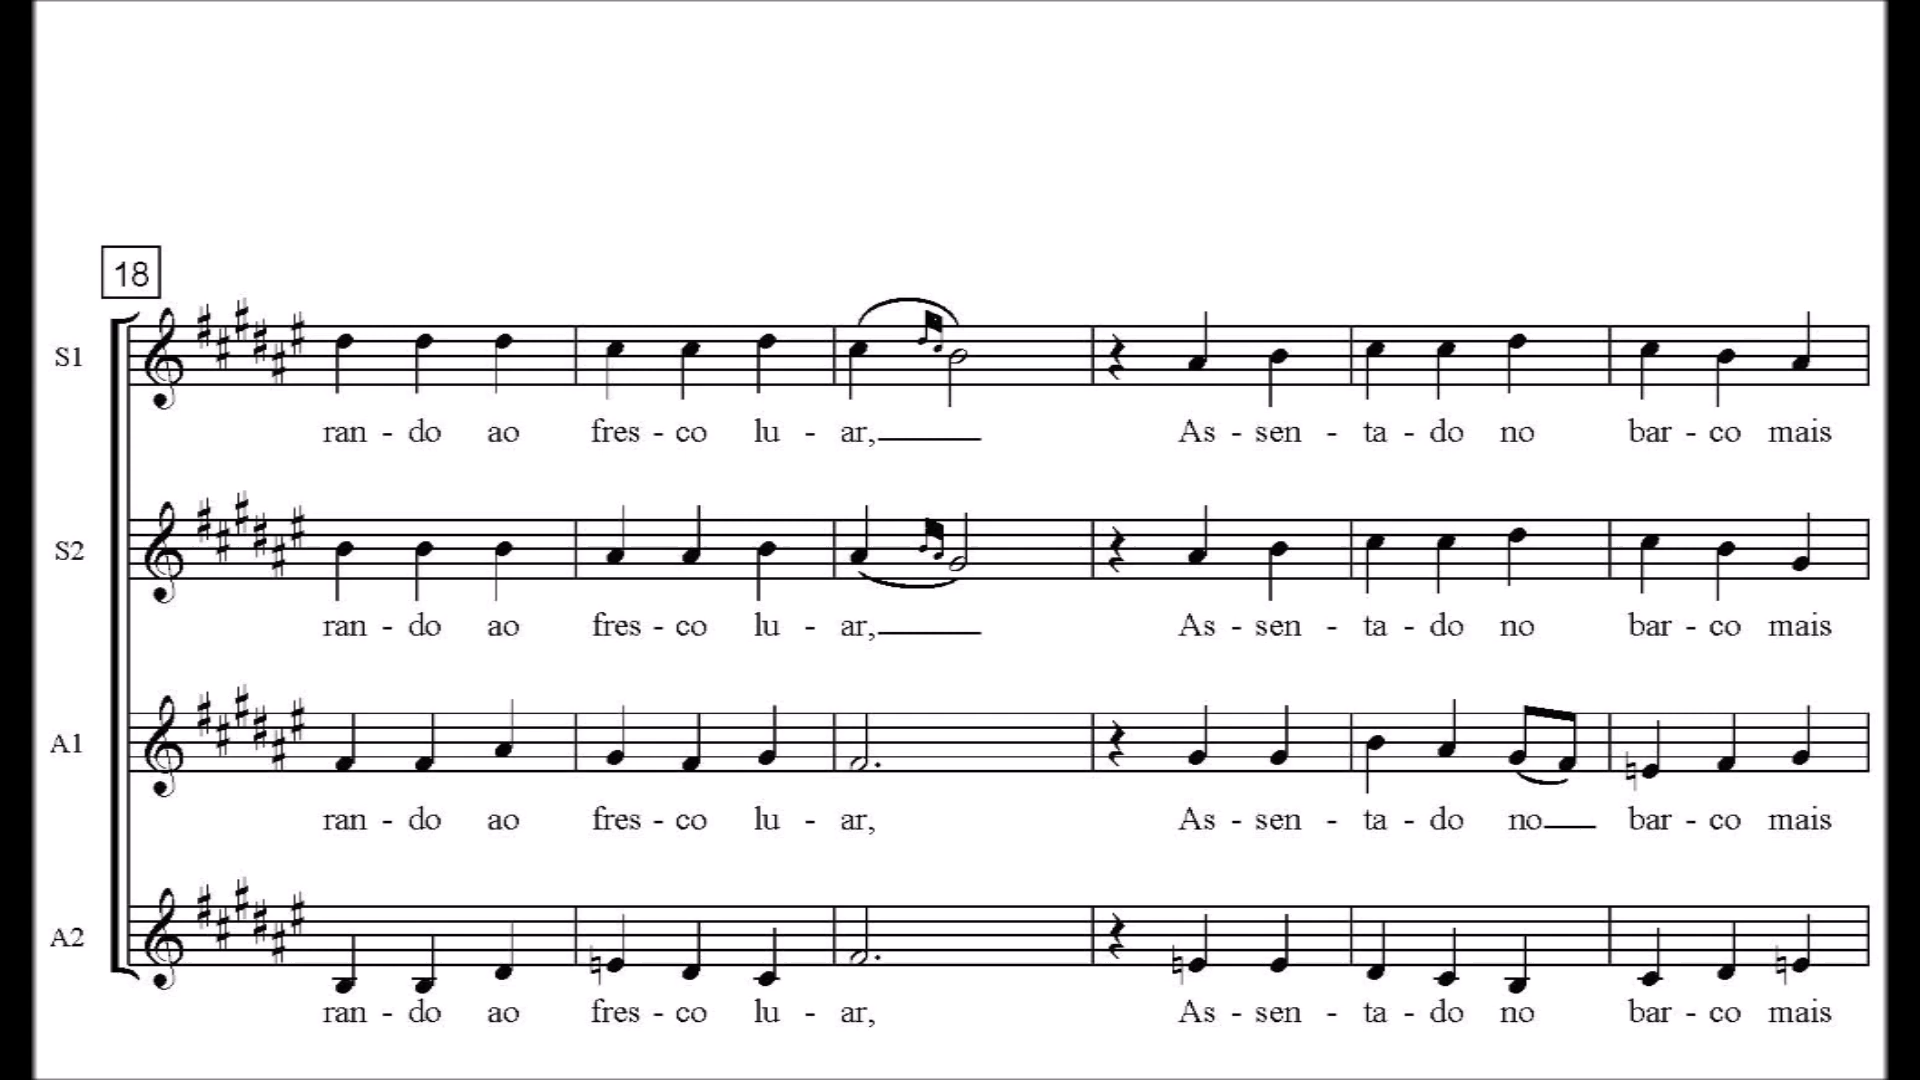 18
S1
ran - do ao fres - co lu - ar, As - sen - ta - do no bar - co mais
S2
ran - do ao fres - co lu - ar, As - sen - ta - do no bar - co mais
A1
ran - do ao fres - co lu - ar, As - sen - ta - do no bar - co mais
A2
ran - do ao fres - co lu - ar, As - sen - ta - do no bar - co mais